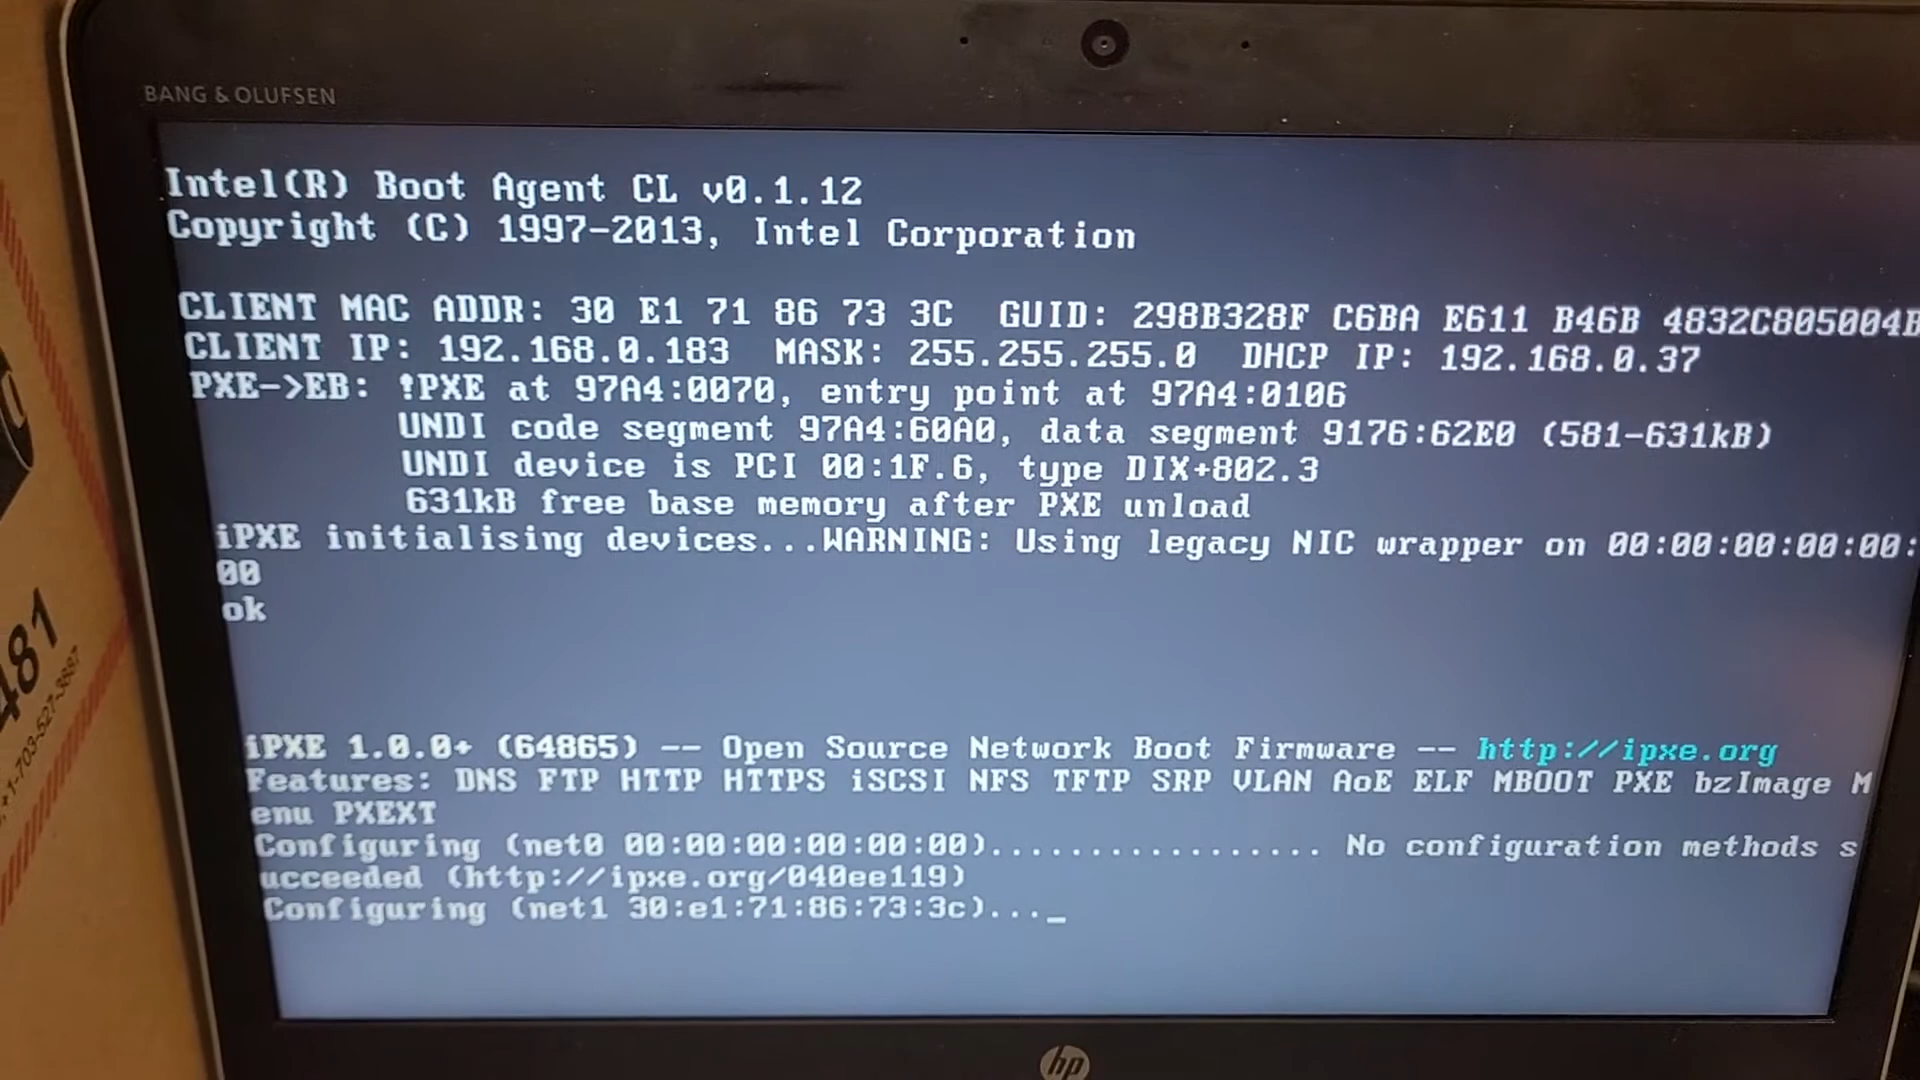 BANG & OLUFSEN
Intel(R) Boot Agent CL v0.1.12
Copyright (C) 1997-2013, Intel Corporation
CLIENT MAC ADDR: 30 E1 71 86 73 3C  GUID: 298B328F C6BA E611 B46B 4832C805004B
CLIENT IP: 192.168.0.183  MASK: 255.255.255.0  DHCP IP: 192.168.0.37
PXE->EB: !PXE at 97A4:0070, entry point at 97A4:0106
UNDI code segment 97A4:60A0, data segment 9176:62E0 (581-631kB)
UNDI device is PCI 00:1F.6, type DIX+802.3
631kB free base memory after PXE unload
iPXE initialising devices...WARNING: Using legacy NIC wrapper on 00:00:00:00:00:
00
ok
iPXE 1.0.0+ (64865) -- Open Source Network Boot Firmware -- http://ipxe.org
Features: DNS FTP HTTP HTTPS iSCSI NFS TFTP SRP VLAN AoE ELF MBOOT PXE bzImage M
enu PXEXT
Configuring (net0 00:00:00:00:00:00)................. No configuration methods s
ucceeded (http://ipxe.org/040ee119)
Configuring (net1 30:e1:71:86:73:3c)..._
hp
481
+1-703-527-3887